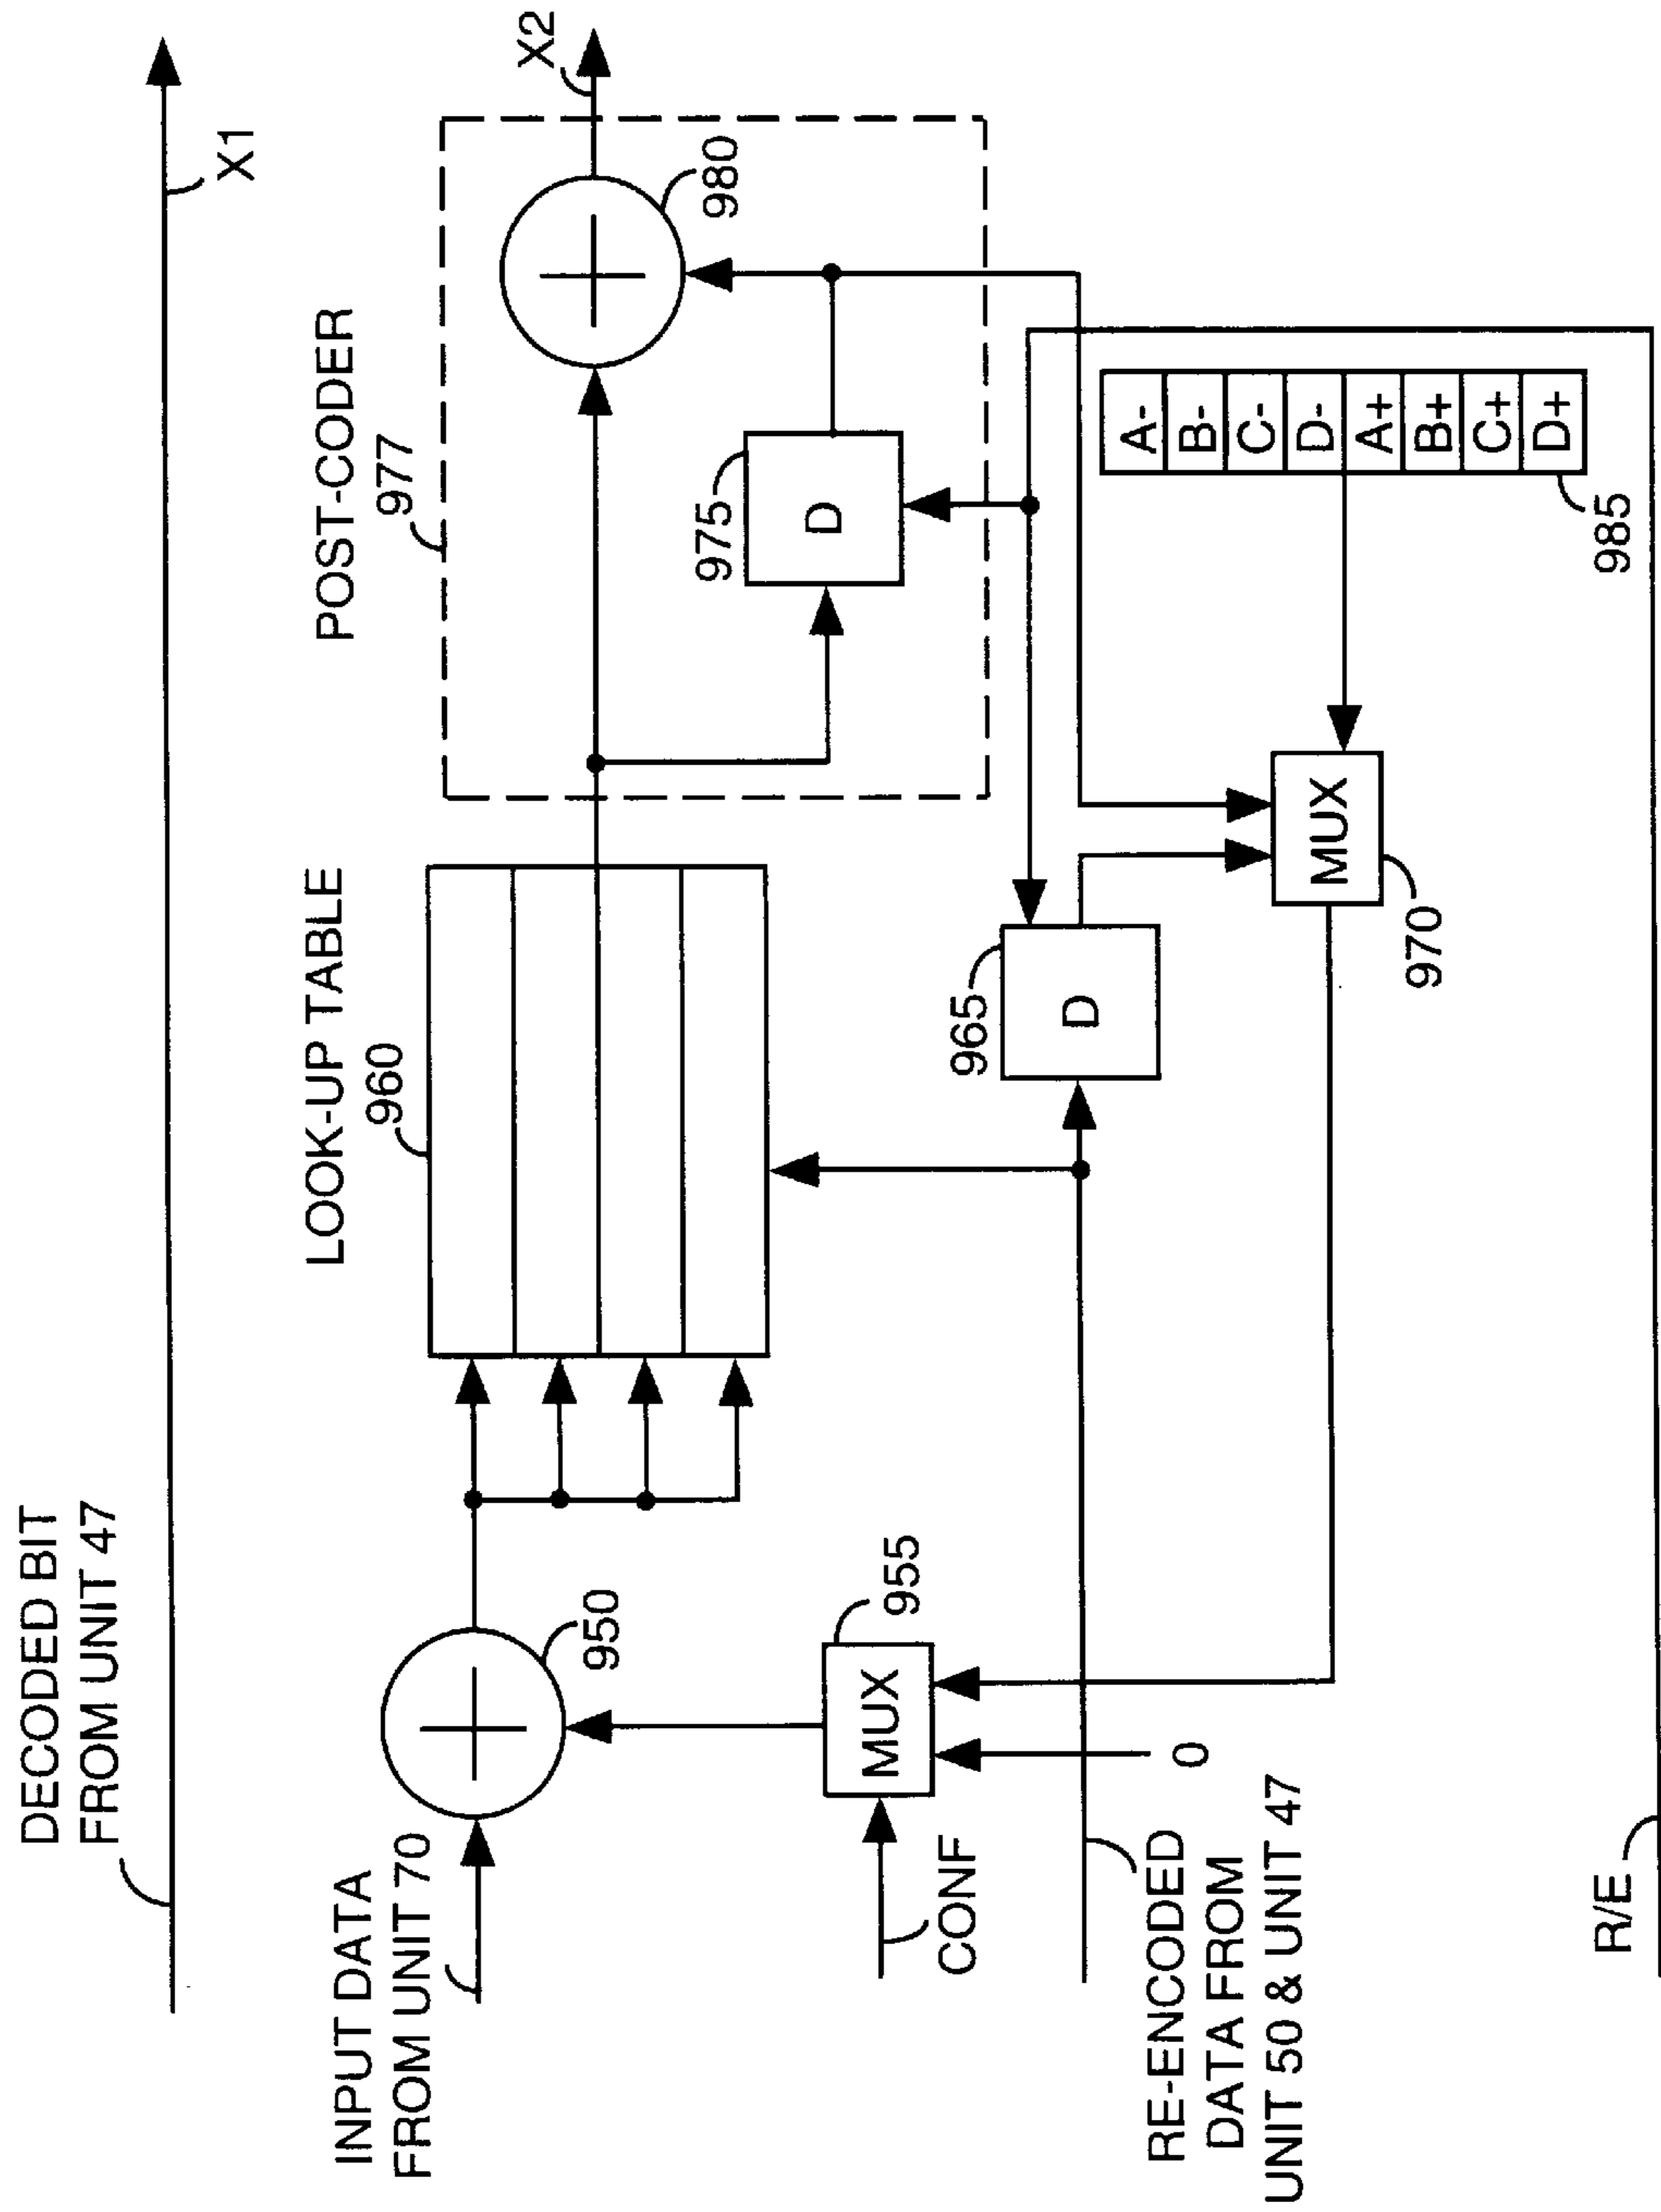 DECODED BIT
FROM UNIT 47
X1
INPUT DATA
FROM UNIT 70
950
CONF
MUX
955
0
RE-ENCODED
DATA FROM
UNIT 50 & UNIT 47
R/E
LOOK-UP TABLE
960
965
D
MUX
970
POST-CODER
977
975
D
980
X2
A-
B-
C-
D-
A+
B+
C+
D+
985